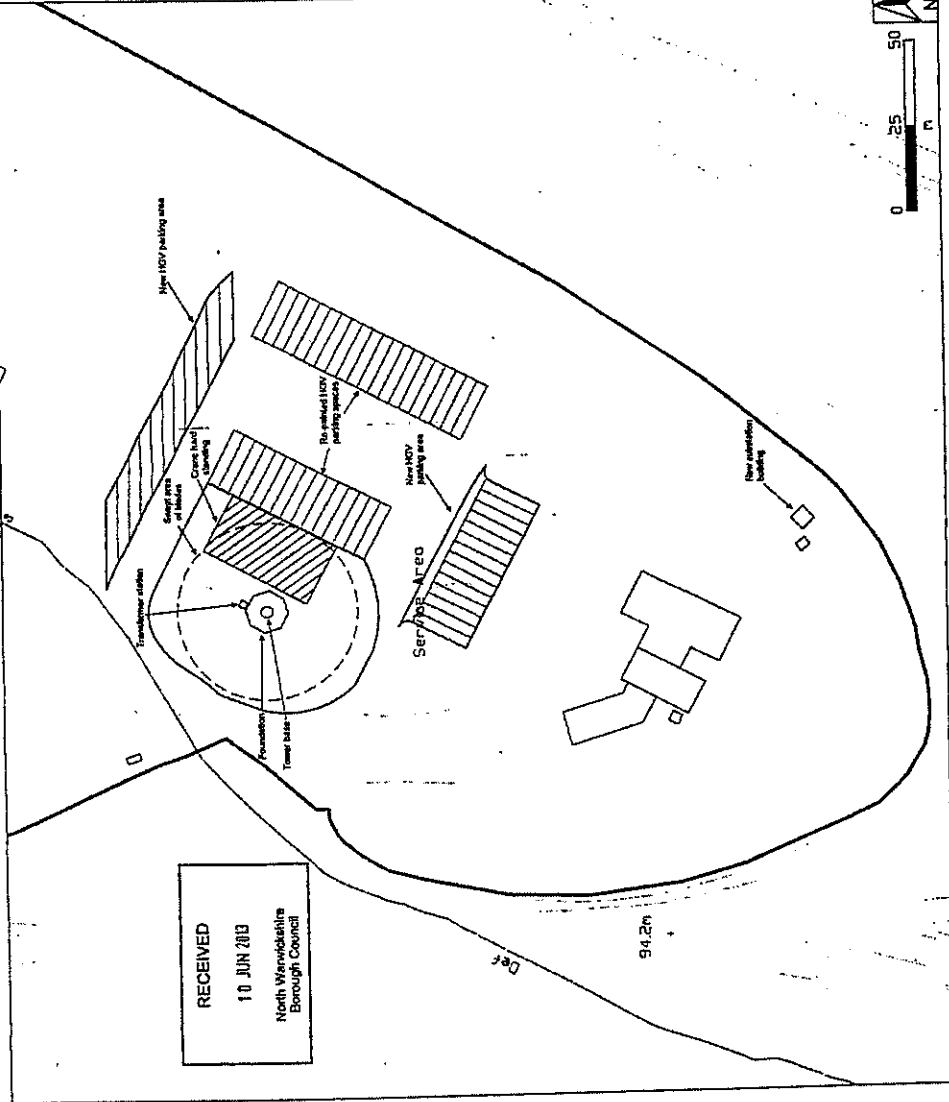 New HGV parking area
Crane hard
standing
Swept area
of blades
Transformer station
Re-painted HGV
parking spaces
New HGV
parking area
Service Area
Foundation
Tower base
New substation
building
RECEIVED
10 JUN 2013
North Warwickshire
Borough Council
Def
94.2m
0 25 50
m
N